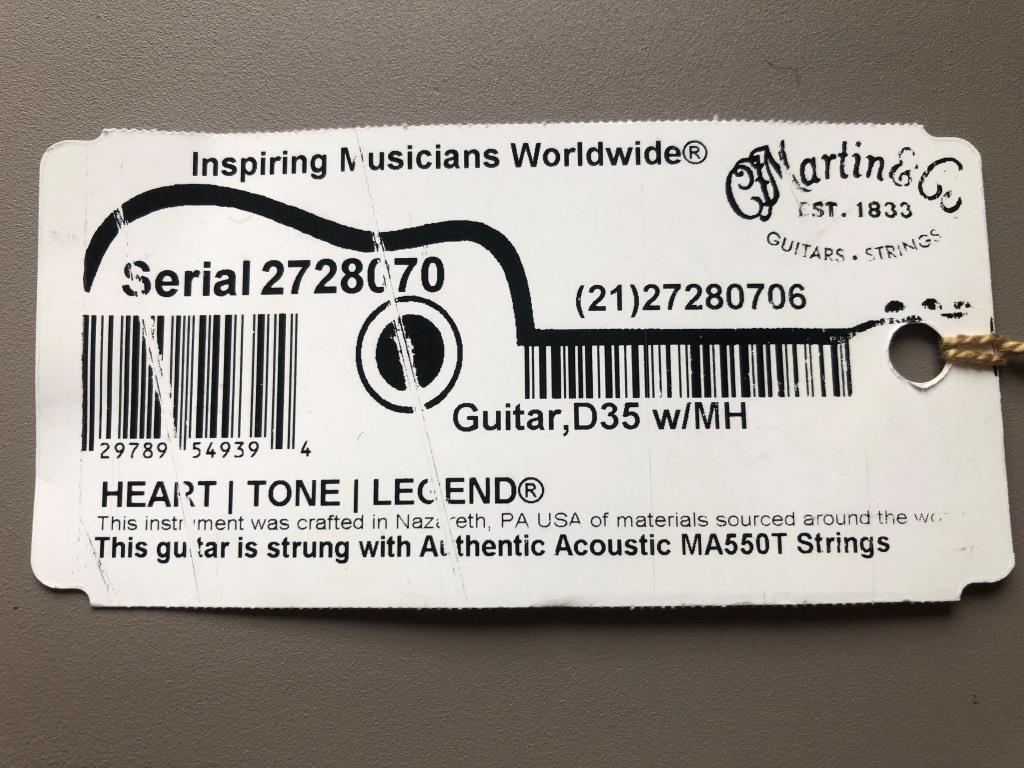 Inspiring Musicians Worldwide®
CFMartin & Co
EST. 1833
GUITARS • STRINGS
Serial 2728070
(21)27280706
Guitar,D35 w/MH
29789 54939 4
HEART | TONE | LEGEND®
This instrument was crafted in Nazareth, PA USA of materials sourced around the
This guitar is strung with Authentic Acoustic MA550T Strings